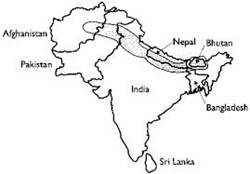 Afghanistan
Nepal
Bhutan
Pakistan
India
Bangladesh
Sri Lanka